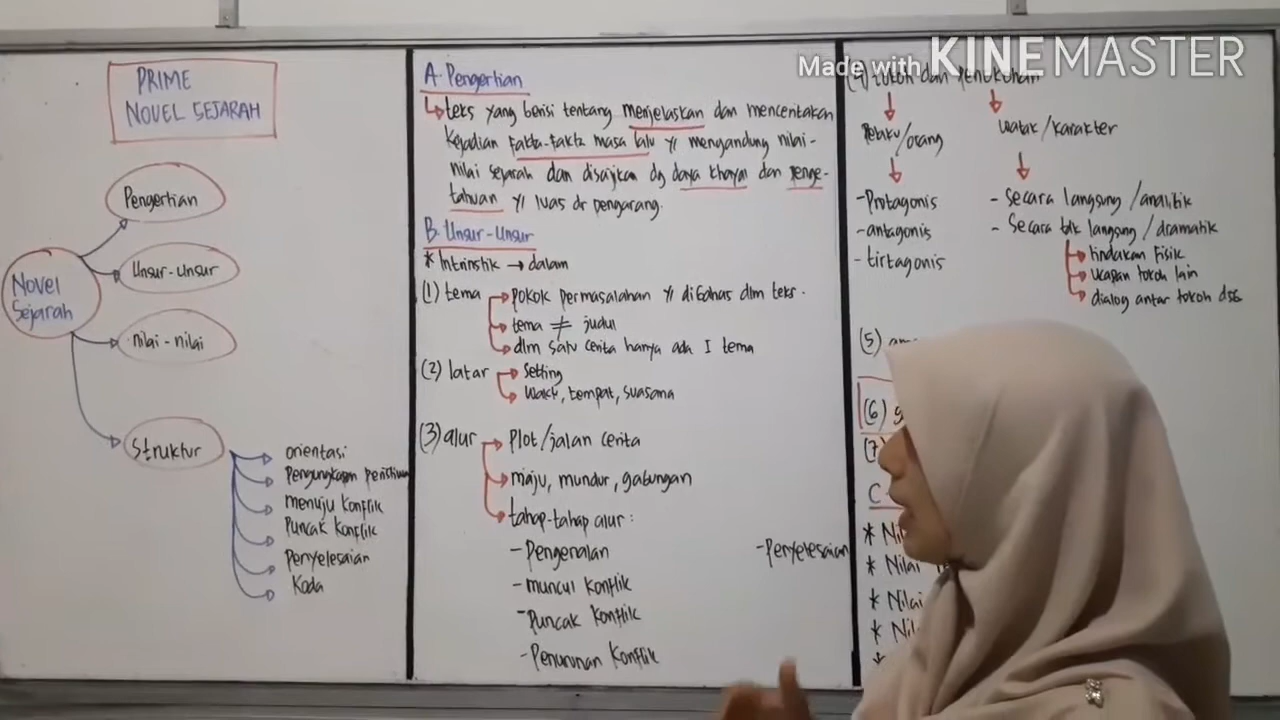 PRIME
NOVEL SEJARAH
Novel
Sejarah
Pengertian
Unsur-Unsur
nilai-nilai
Struktur
orientasi
Pengungkapan peristiwa
menuju Konflik
Puncak Konflik
Penyelesaian
Koda
A. Pengertian
teks yang berisi tentang menjelaskan dan menceritakan
kejadian fakta-fakta masa lalu yg mengandung nilai-
nilai sejarah dan disajikan dg daya khayal dan penge-
tahuan yg luas dr pengarang.
B. Unsur-Unsur
* Intrinstik → dalam
(1) tema
pokok permasalahan yg dibahas dlm teks.
tema ≠ judul
dlm satu cerita hanya ada 1 tema
(2) latar
Setting
Waktu, tempat, suasana
(3) alur
Plot/jalan cerita
maju, mundur, gabungan
tahap-tahap alur:
- Pengenalan
- muncul Konflik
- Puncak Konflik
- Penurunan Konflik
- Penyelesaian
Made with KINEMASTER
(4) tokoh dan Penokohan
Pelaku/orang
- Protagonis
- antagonis
- tirtagonis
watak/karakter
- Secara langsung/analitik
- Secara tdk langsung/dramatik
tindakan Fisik
ucapan tokoh lain
dialog antar tokoh dsb
(5)
(6)
(7)
C
*
* Nilai
* Nilai
*
*